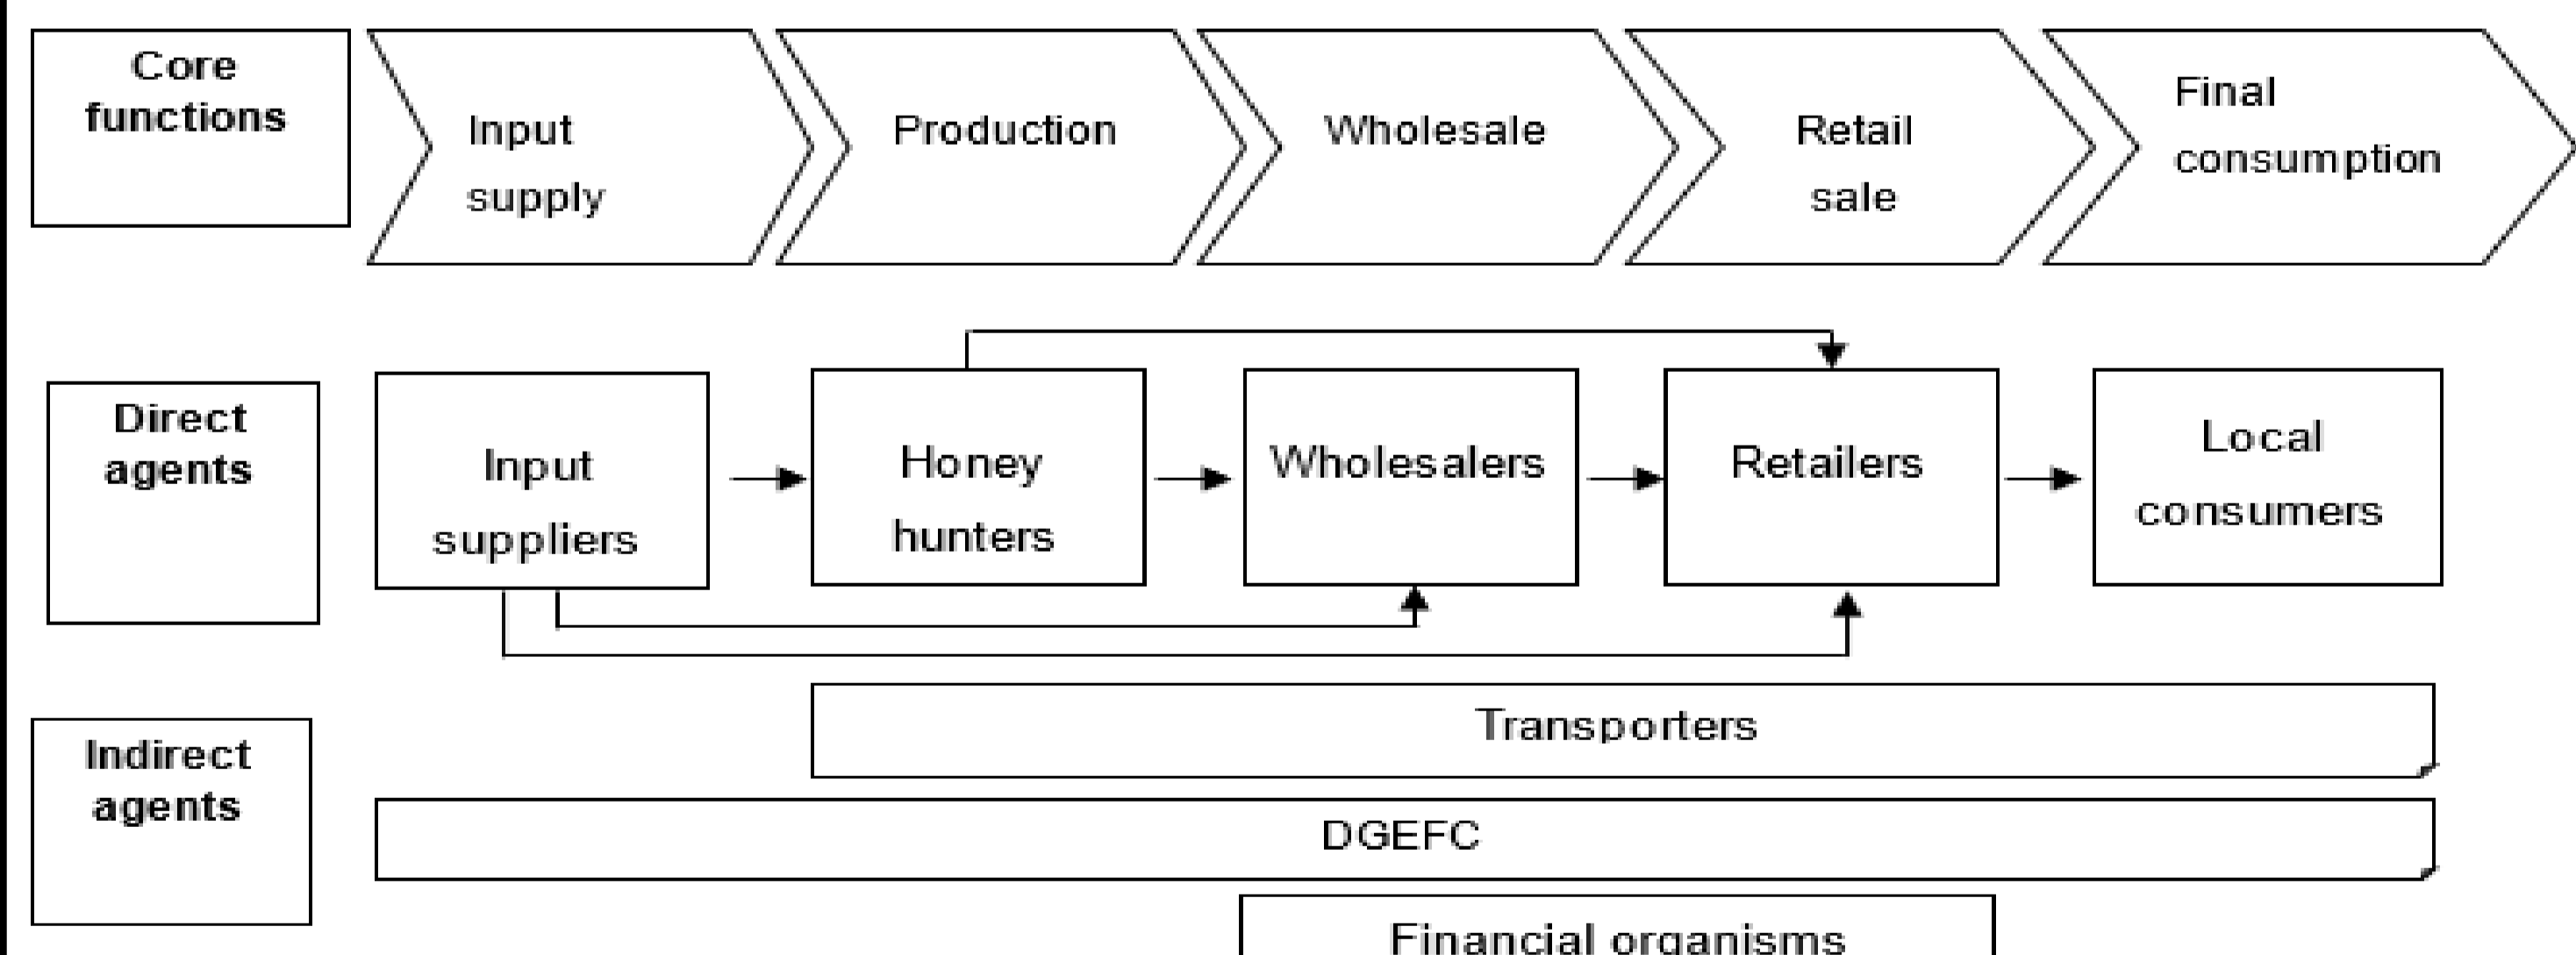 Core
functions
Input
supply
Production
Wholesale
Retail
sale
Final
consumption
Direct
agents
Input
suppliers
Honey
hunters
Wholesalers
Retailers
Local
consumers
Indirect
agents
Transporters
DGEFC
Financial organisms